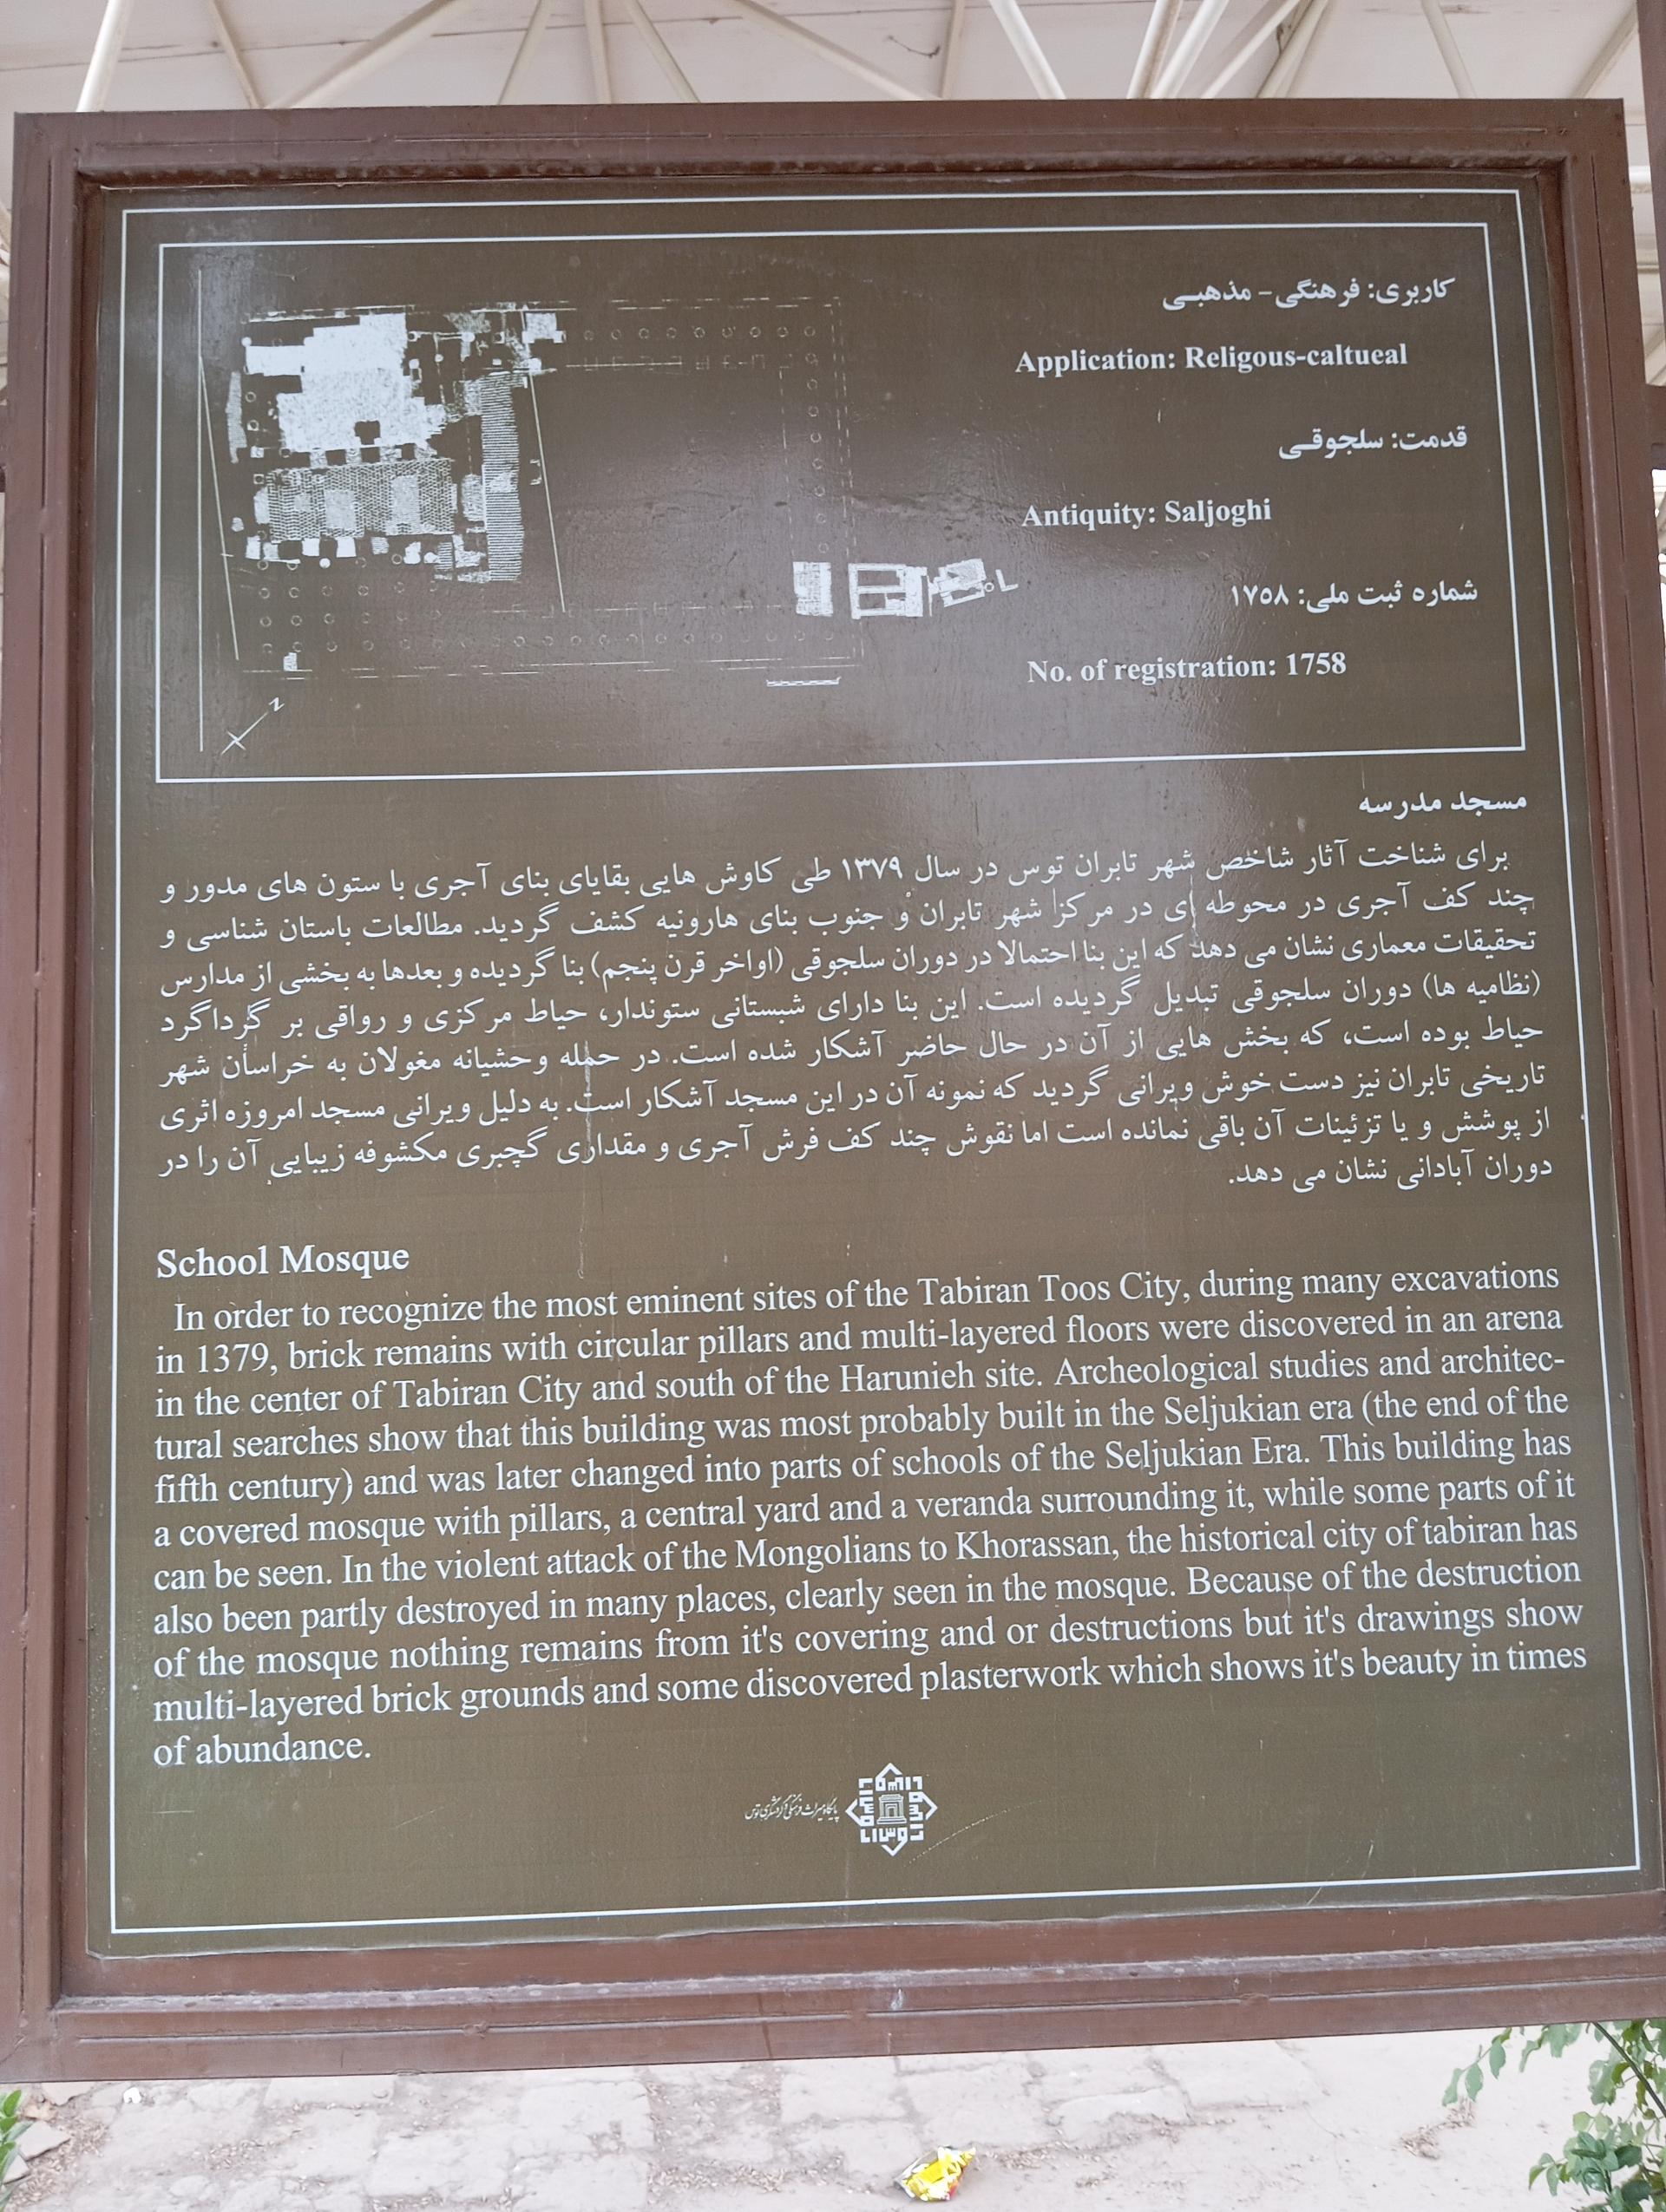 کاربری: فرهنگی- مذهبی
Application: Religous-caltueal
قدمت: سلجوقی
Antiquity: Saljoghi
شماره ثبت ملی: ۱۷۵۸
No. of registration: 1758
N
مسجد مدرسه
برای شناخت آثار شاخص شهر تابران توس در سال ۱۳۷۹ طی کاوش هایی بقایای بنای آجری با ستون های مدور و
چند کف آجری در محوطه ای در مرکز شهر تابران و جنوب بنای هارونیه کشف گردید. مطالعات باستان شناسی و
تحقیقات معماری نشان می دهد که این بنا احتمالا در دوران سلجوقی (اواخر قرن پنجم) بنا گردیده و بعدها به بخشی از مدارس
(نظامیه ها) دوران سلجوقی تبدیل گردیده است. این بنا دارای شبستانی ستوندار، حیاط مرکزی و رواقی بر گرداگرد
حیاط بوده است، که بخش هایی از آن در حال حاضر آشکار شده است. در حمله وحشیانه مغولان به خراسان شهر
تاریخی تابران نیز دست خوش ویرانی گردید که نمونه آن در این مسجد آشکار است. به دلیل ویرانی مسجد امروزه اثری
از پوشش و یا تزئینات آن باقی نمانده است اما نقوش چند کف فرش آجری و مقداری گچبری مکشوفه زیبایی آن را در
دوران آبادانی نشان می دهد.
School Mosque
In order to recognize the most eminent sites of the Tabiran Toos City, during many excavations
in 1379, brick remains with circular pillars and multi-layered floors were discovered in an arena
in the center of Tabiran City and south of the Harunieh site. Archeological studies and architec-
tural searches show that this building was most probably built in the Seljukian era (the end of the
fifth century) and was later changed into parts of schools of the Seljukian Era. This building has
a covered mosque with pillars, a central yard and a veranda surrounding it, while some parts of it
can be seen. In the violent attack of the Mongolians to Khorassan, the historical city of tabiran has
also been partly destroyed in many places, clearly seen in the mosque. Because of the destruction
of the mosque nothing remains from it's covering and or destructions but it's drawings show
multi-layered brick grounds and some discovered plasterwork which shows it's beauty in times
of abundance.
پایگاه میراث فرهنگی و گردشگری توس